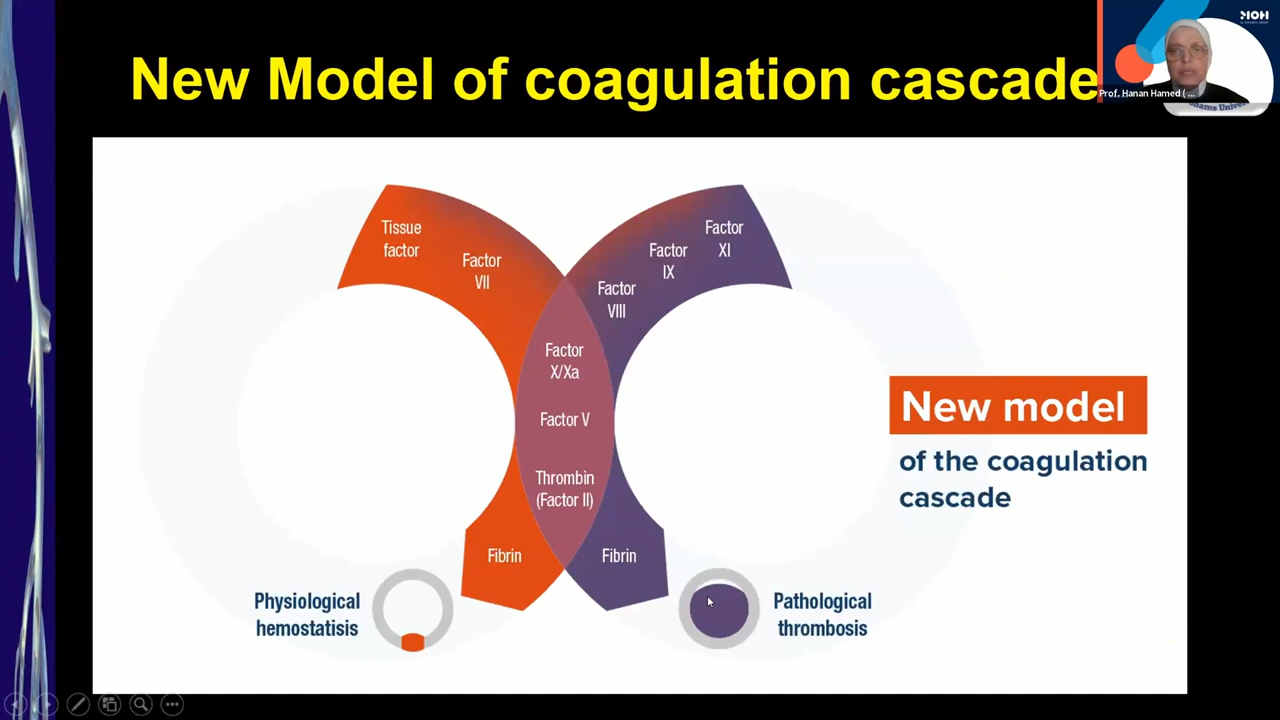 New Model of coagulation cascade
Prof. Hanan Hamed ( ...
Tissue
factor
Factor
VII
Factor
VIII
Factor
IX
Factor
XI
Factor
X/Xa
Factor V
Thrombin
(Factor II)
Fibrin
Fibrin
Physiological
hemostatisis
Pathological
thrombosis
New model
of the coagulation
cascade